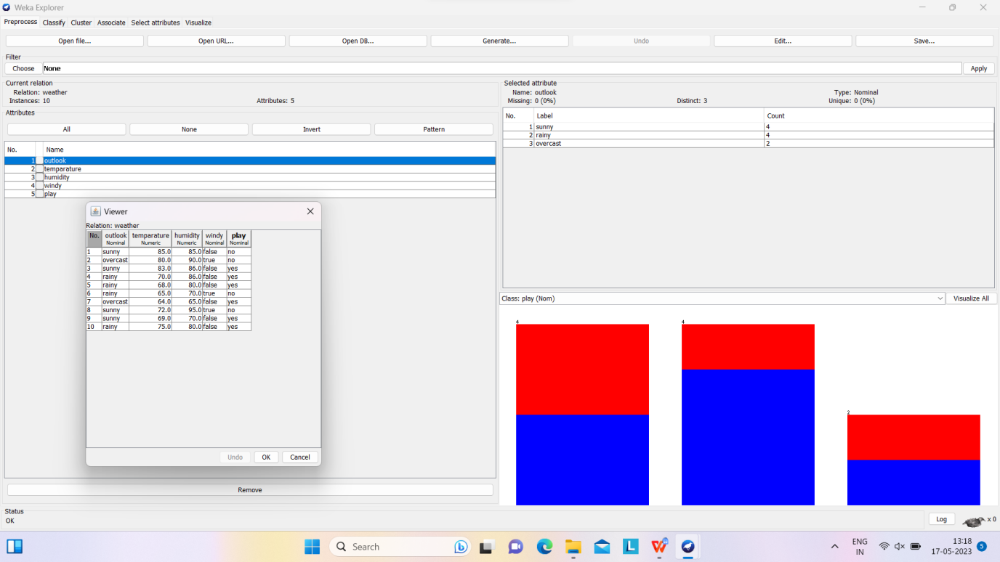 Weka Explorer
Preprocess Classify Cluster Associate Select attributes Visualize
Open file... Open URL... Open DB... Generate... Undo Edit... Save...
Filter
Choose None Apply
Current relation
Relation: weather
Instances: 10 Attributes: 5
Attributes
All None Invert Pattern
No. Name
1 outlook
2 temparature
3 humidity
4 windy
5 play
Remove
Selected attribute
Name: outlook Type: Nominal
Missing: 0 (0%) Distinct: 3 Unique: 0 (0%)
No. Label Count
1 sunny 4
2 rainy 4
3 overcast 2
Class: play (Nom) Visualize All
4 4 2
Viewer
Relation: weather
No. outlook temparature humidity windy play
Nominal Numeric Numeric Nominal Nominal
1 sunny 85.0 85.0 false no
2 overcast 80.0 90.0 true no
3 sunny 83.0 86.0 false yes
4 rainy 70.0 86.0 false yes
5 rainy 68.0 80.0 false yes
6 rainy 65.0 70.0 true no
7 overcast 64.0 65.0 false yes
8 sunny 72.0 95.0 true no
9 sunny 69.0 70.0 false yes
10 rainy 75.0 80.0 false yes
Undo OK Cancel
Status
OK
Log x 0
Search
L
W
ENG
IN
13:18
17-05-2023
5